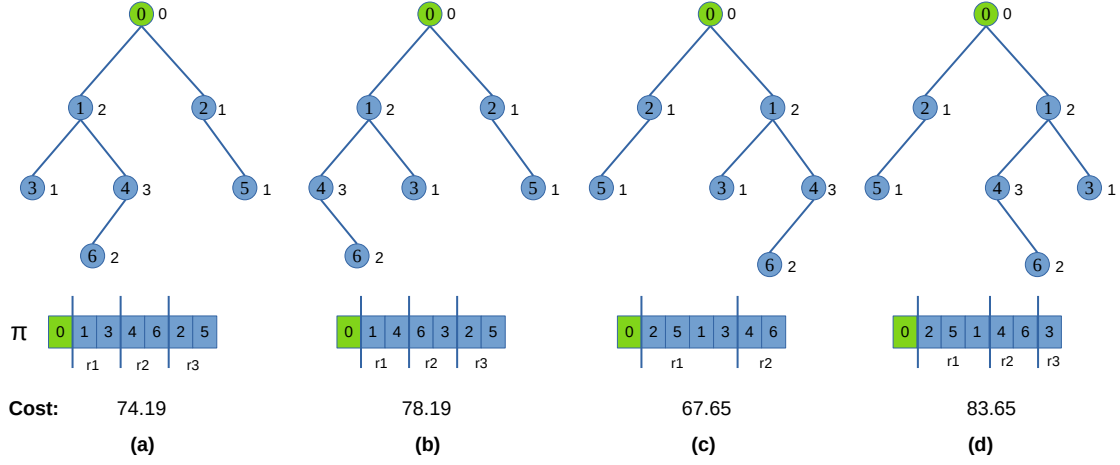 0 0 0 0 0 0 0 0
1 2 2 1 1 2 2 1 2 1 1 2 2 1 1 2
3 1 4 3 5 1 4 3 3 1 5 1 5 1 3 1 4 3 5 1 4 3 3 1
6 2 6 2 6 2 6 2
π 0 1 3 4 6 2 5 0 1 4 6 3 2 5 0 2 5 1 3 4 6 0 2 5 1 4 6 3
r1 r2 r3 r1 r2 r3 r1 r2 r1 r2 r3
Cost: 74.19 78.19 67.65 83.65
(a) (b) (c) (d)